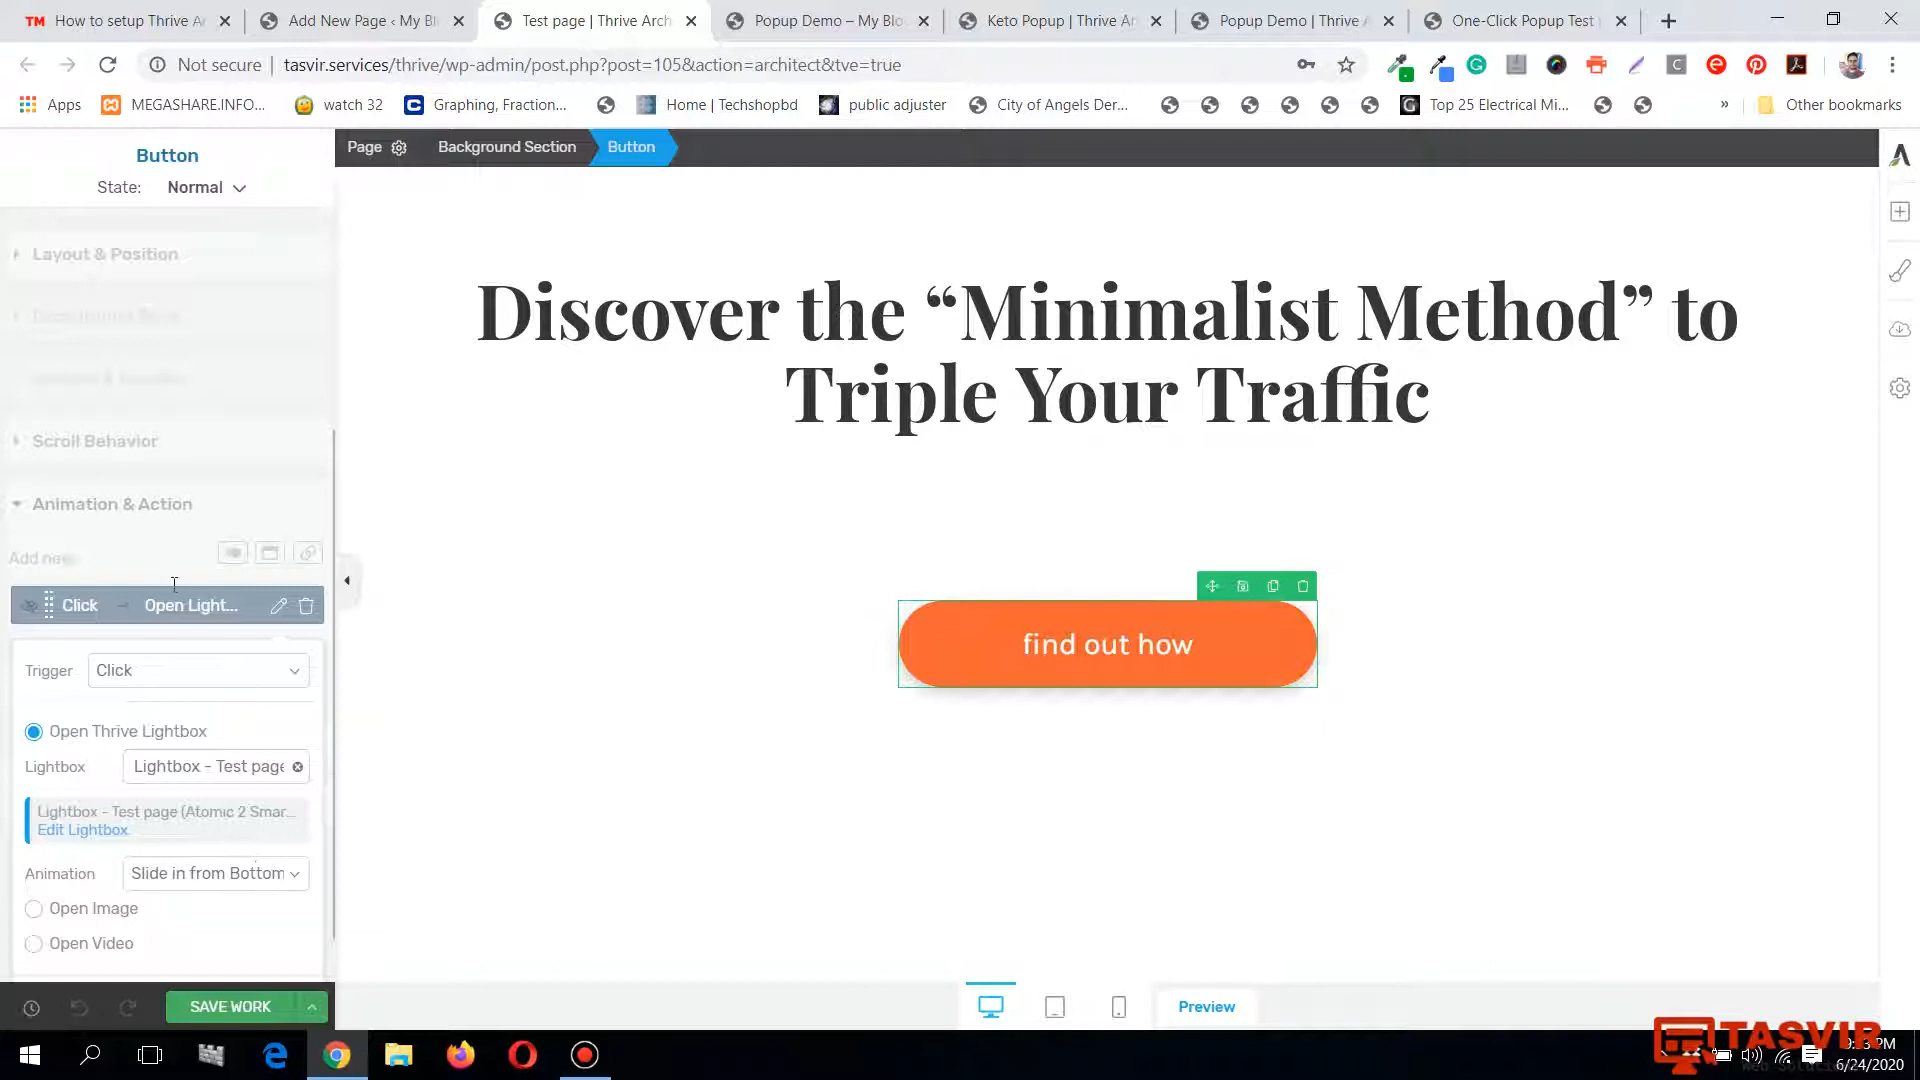 How to setup Thrive Ar
Add New Page ‹ My Bl
Test page | Thrive Arch
Popup Demo – My Blo
Keto Popup | Thrive Ar
Popup Demo | Thrive A
One-Click Popup Test
Not secure | tasvir.services/thrive/wp-admin/post.php?post=105&action=architect&tve=true
Apps MEGASHARE.INFO... watch 32 Graphing, Fraction... Home | Techshopbd public adjuster City of Angels Der... Top 25 Electrical Mi... » Other bookmarks
Button
State: Normal
Page Background Section Button
Layout & Position
Scroll Behavior
Animation & Action
Add new
Click → Open Light...
Trigger Click
Open Thrive Lightbox
Lightbox Lightbox - Test page
Lightbox - Test page (Atomic 2 Smar...
Edit Lightbox
Animation Slide in from Bottom
Open Image
Open Video
SAVE WORK
Discover the “Minimalist Method” to
Triple Your Traffic
find out how
Preview
TASVIR
6/24/2020